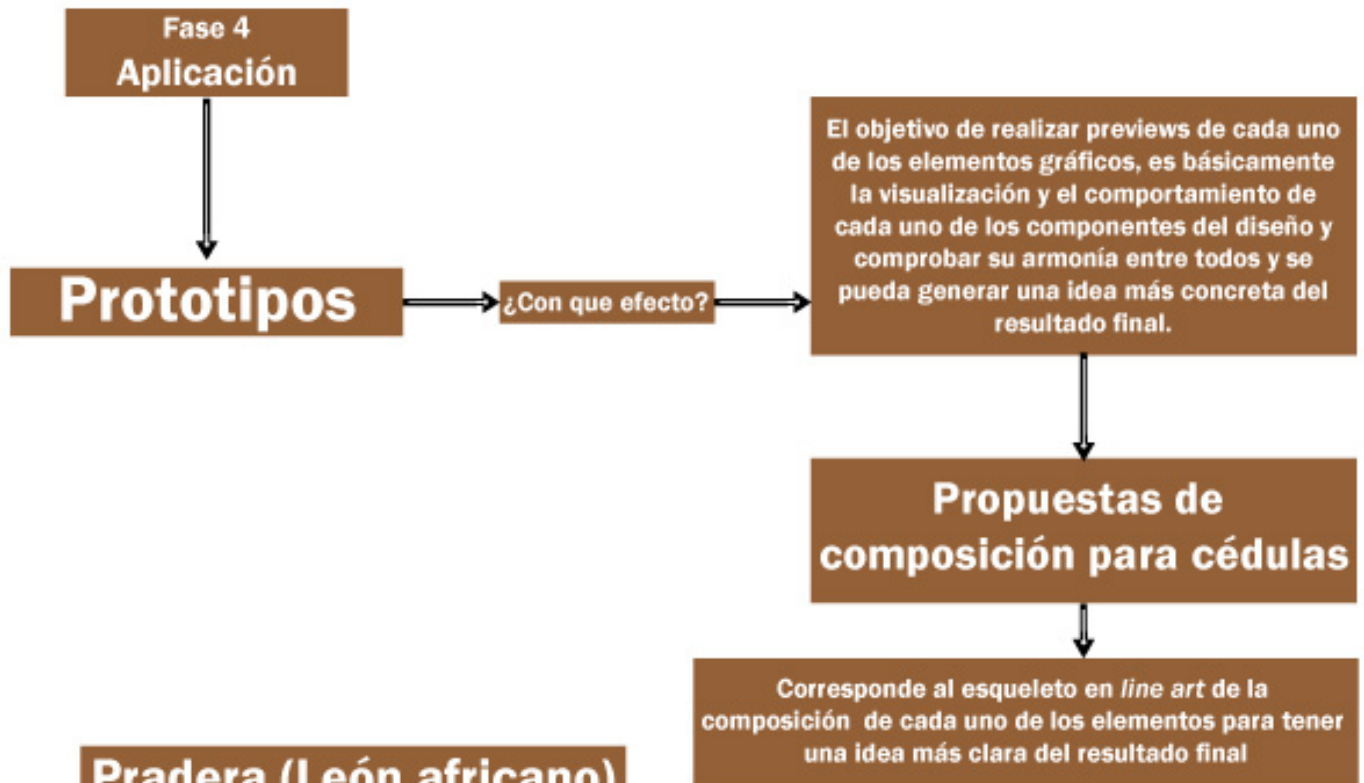 Fase 4
Aplicación
Prototipos
¿Con que efecto?
El objetivo de realizar previews de cada uno
de los elementos gráficos, es básicamente
la visualización y el comportamiento de
cada uno de los componentes del diseño y
comprobar su armonía entre todos y se
pueda generar una idea más concreta del
resultado final.
Propuestas de
composición para cédulas
Corresponde al esqueleto en line art de la
composición de cada uno de los elementos para tener
una idea más clara del resultado final
Pradera (León africano)